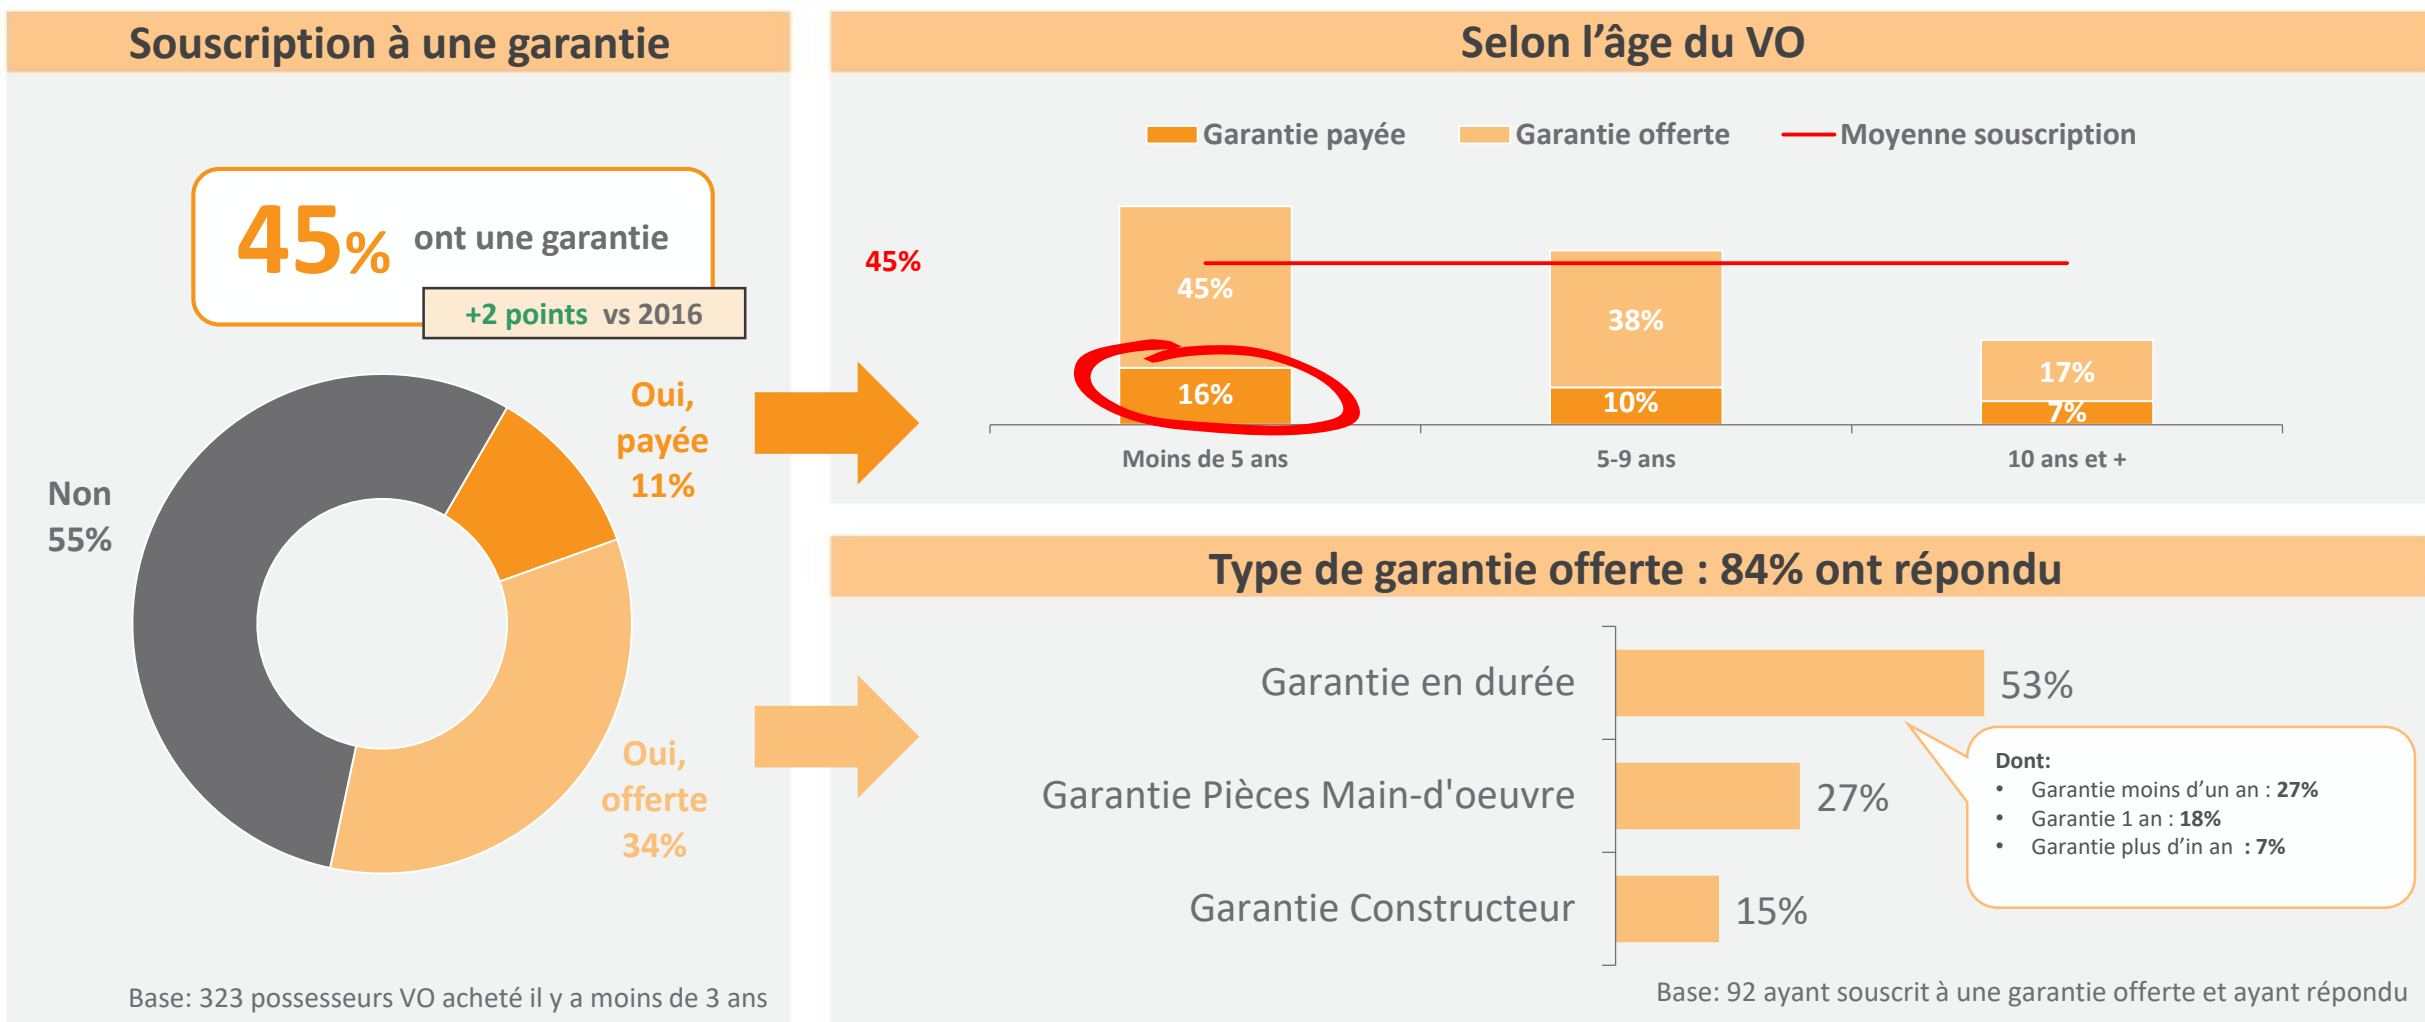 Souscription à une garantie
45% ont une garantie
+2 points vs 2016
Oui,
payée
11%
Non
55%
Oui,
offerte
34%
Base: 323 possesseurs VO acheté il y a moins de 3 ans
Selon l'âge du VO
Garantie payée
Garantie offerte
Moyenne souscription
45%
45%
16%
38%
10%
17%
7%
Moins de 5 ans
5-9 ans
10 ans et +
Type de garantie offerte : 84% ont répondu
Garantie en durée
53%
Garantie Pièces Main-d'oeuvre
27%
Garantie Constructeur
15%
Dont:
• Garantie moins d'un an : 27%
• Garantie 1 an : 18%
• Garantie plus d'in an : 7%
Base: 92 ayant souscrit à une garantie offerte et ayant répondu